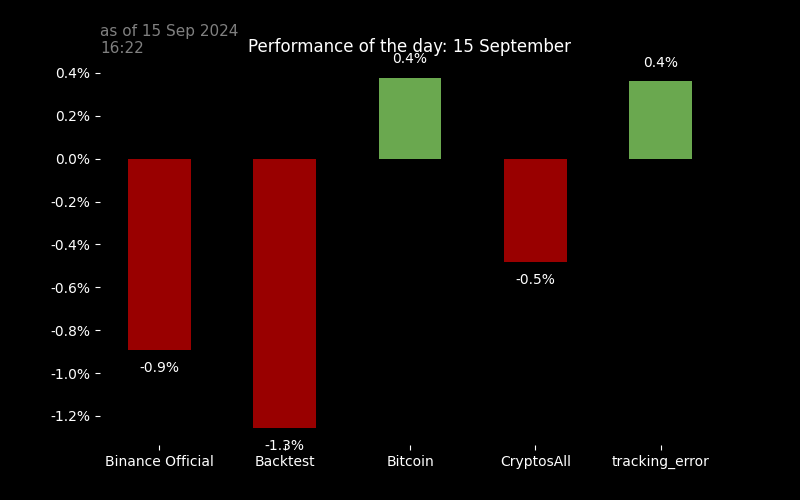 as of 15 Sep 2024
16:22
Performance of the day: 15 September
0.4%
0.2%
0.0%
-0.2%
-0.4%
-0.6%
-0.8%
-1.0%
-1.2%
-0.9%
-1.3%
0.4%
-0.5%
0.4%
Binance Official
Backtest
Bitcoin
CryptosAll
tracking_error